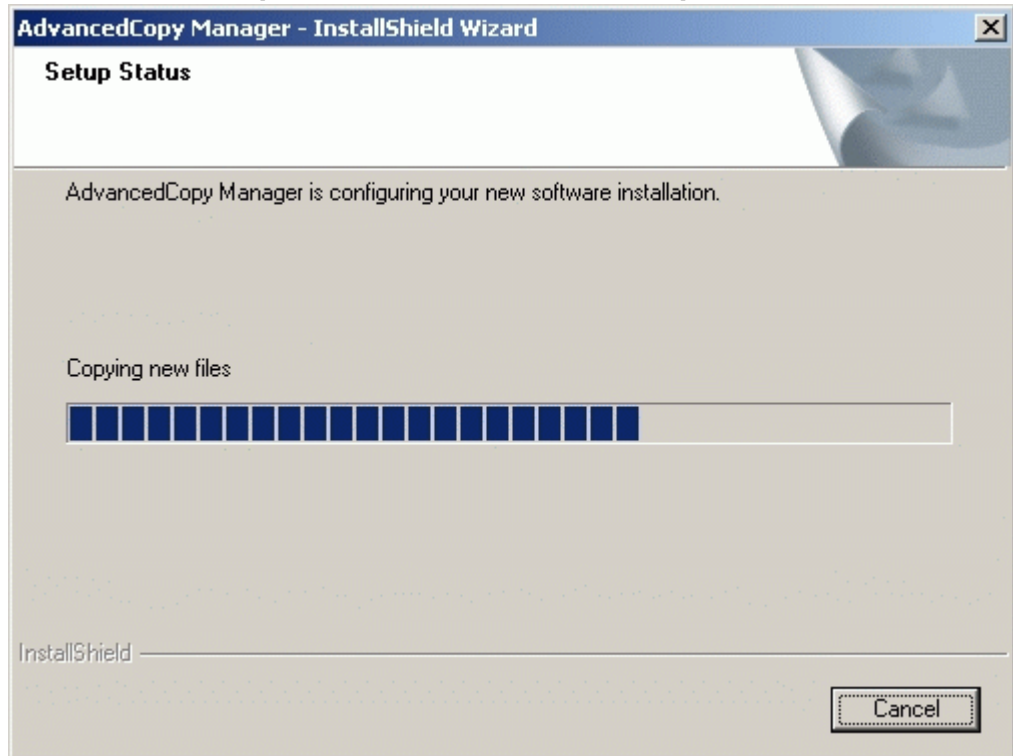 AdvancedCopy Manager - InstallShield Wizard
Setup Status
AdvancedCopy Manager is configuring your new software installation.
Copying new files
InstallShield
Cancel